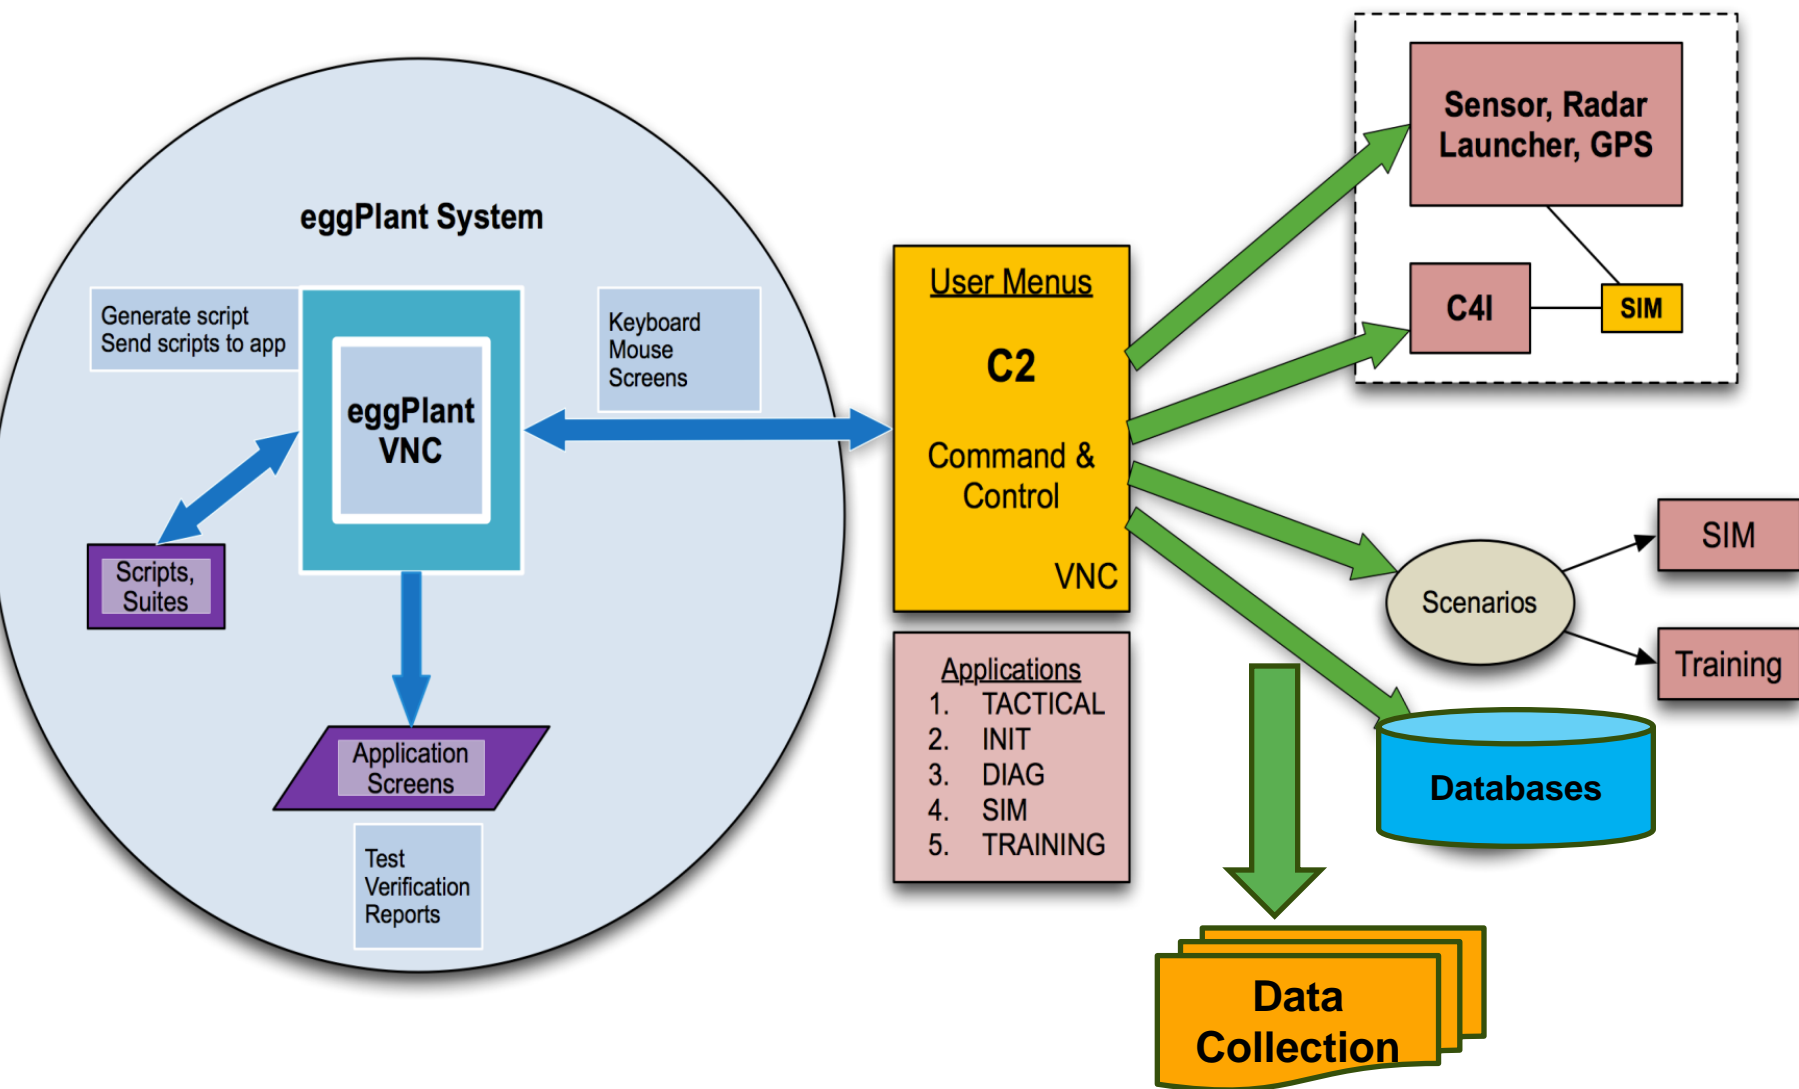 eggPlant System
Generate script
Send scripts to app
Keyboard
Mouse
Screens
eggPlant
VNC
Scripts,
Suites
Application
Screens
Test
Verification
Reports
User Menus
C2
Command &
Control
VNC
Applications
1. TACTICAL
2. INIT
3. DIAG
4. SIM
5. TRAINING
Sensor, Radar
Launcher, GPS
C4I
SIM
Scenarios
SIM
Training
Databases
Data
Collection